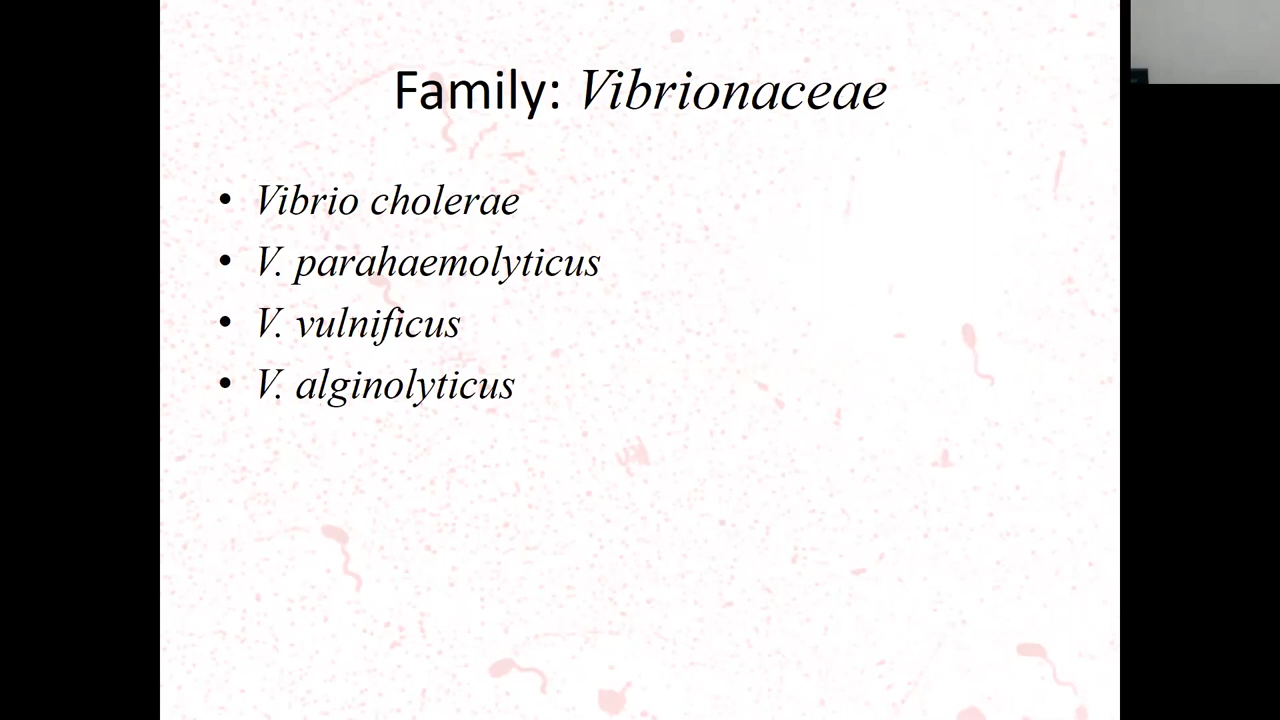 Family: Vibrionaceae
• Vibrio cholerae
• V. parahaemolyticus
• V. vulnificus
• V. alginolyticus